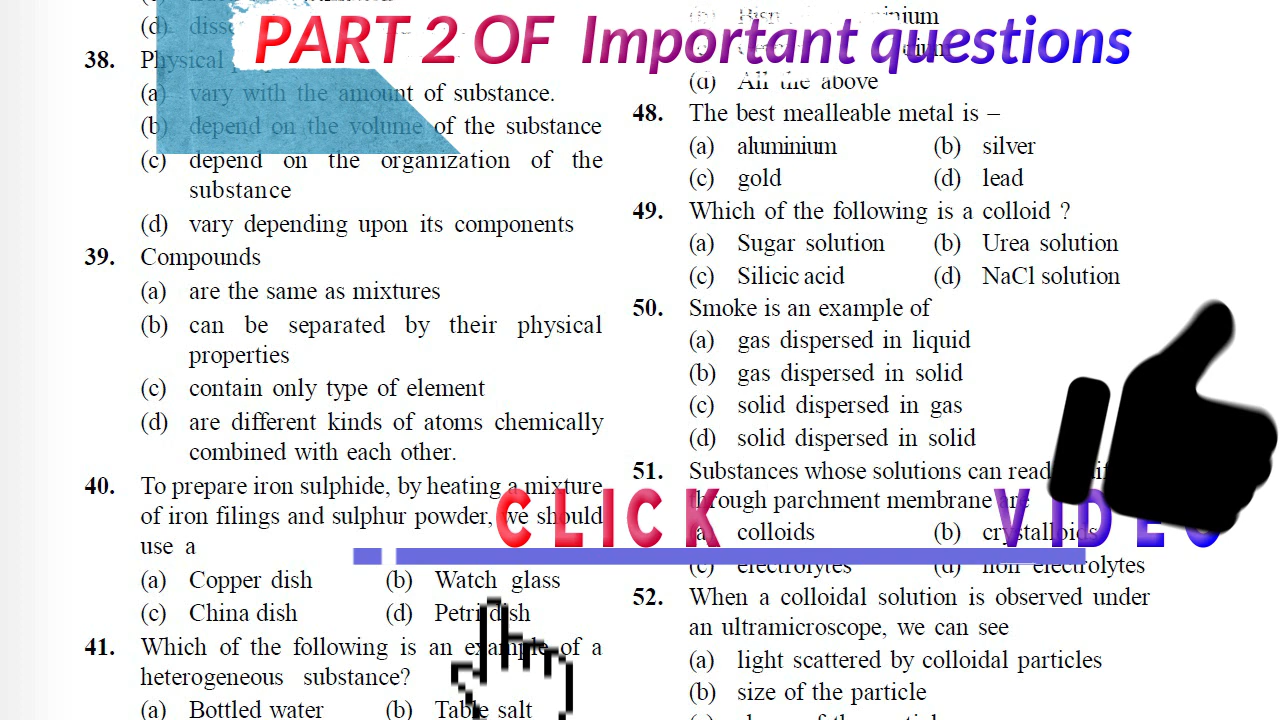 PART 2 OF Important questions
(d)
38. Physical
(a) vary with the amount of substance.
(b) depend on the volume of the substance
(c) depend on the organization of the
substance
(d) vary depending upon its components
39. Compounds
(a) are the same as mixtures
(b) can be separated by their physical
properties
(c) contain only type of element
(d) are different kinds of atoms chemically
combined with each other.
40. To prepare iron sulphide, by heating a mixture
of iron filings and sulphur powder, we should
use a
(a) Copper dish (b) Watch glass
(c) China dish (d) Petri dish
41. Which of the following is an example of a
heterogeneous substance?
(a) Bottled water (b) Table salt
(d) All the above
48. The best mealleable metal is –
(a) aluminium (b) silver
(c) gold (d) lead
49. Which of the following is a colloid ?
(a) Sugar solution (b) Urea solution
(c) Silicic acid (d) NaCl solution
50. Smoke is an example of
(a) gas dispersed in liquid
(b) gas dispersed in solid
(c) solid dispersed in gas
(d) solid dispersed in solid
51. Substances whose solutions can
through parchment membrane are
(a) colloids (b) crystalloids
(c) electrolytes (d) non electrolytes
CLICK VIDEO
52. When a colloidal solution is observed under
an ultramicroscope, we can see
(a) light scattered by colloidal particles
(b) size of the particle